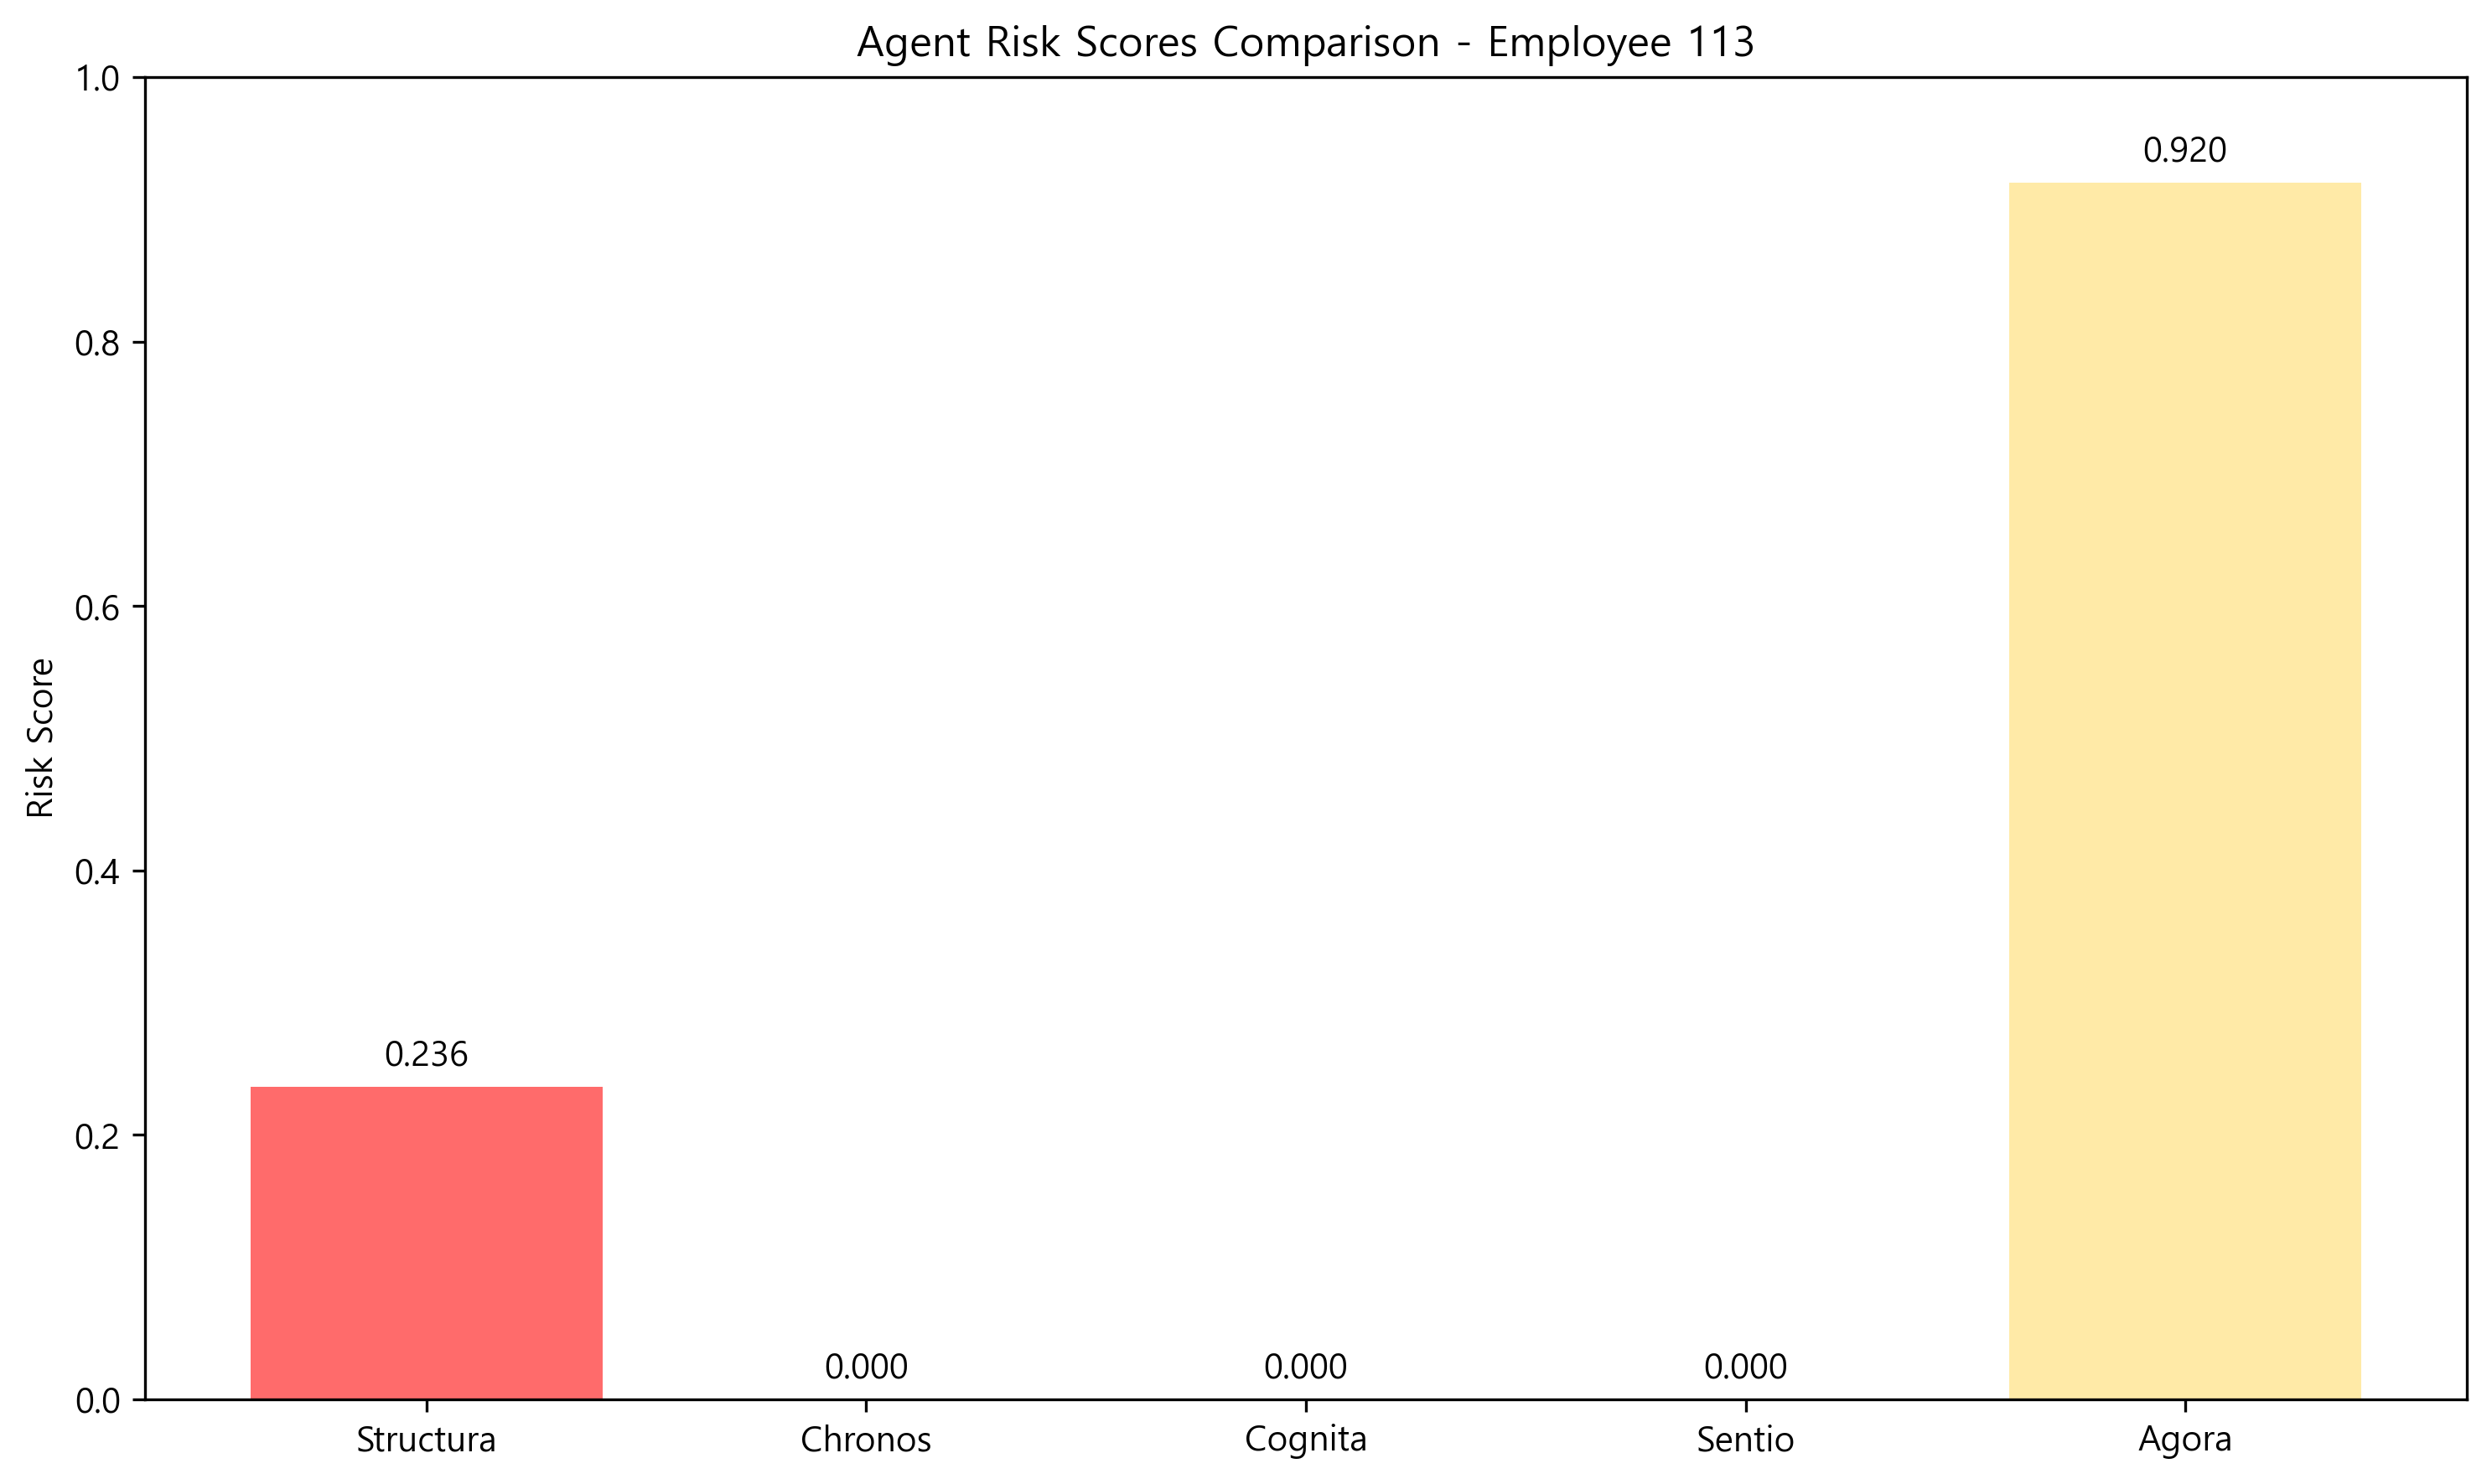 Agent Risk Scores Comparison - Employee 113
Risk Score
1.0
0.8
0.6
0.4
0.2
0.0
0.236
0.000
0.000
0.000
0.920
Structura
Chronos
Cognita
Sentio
Agora